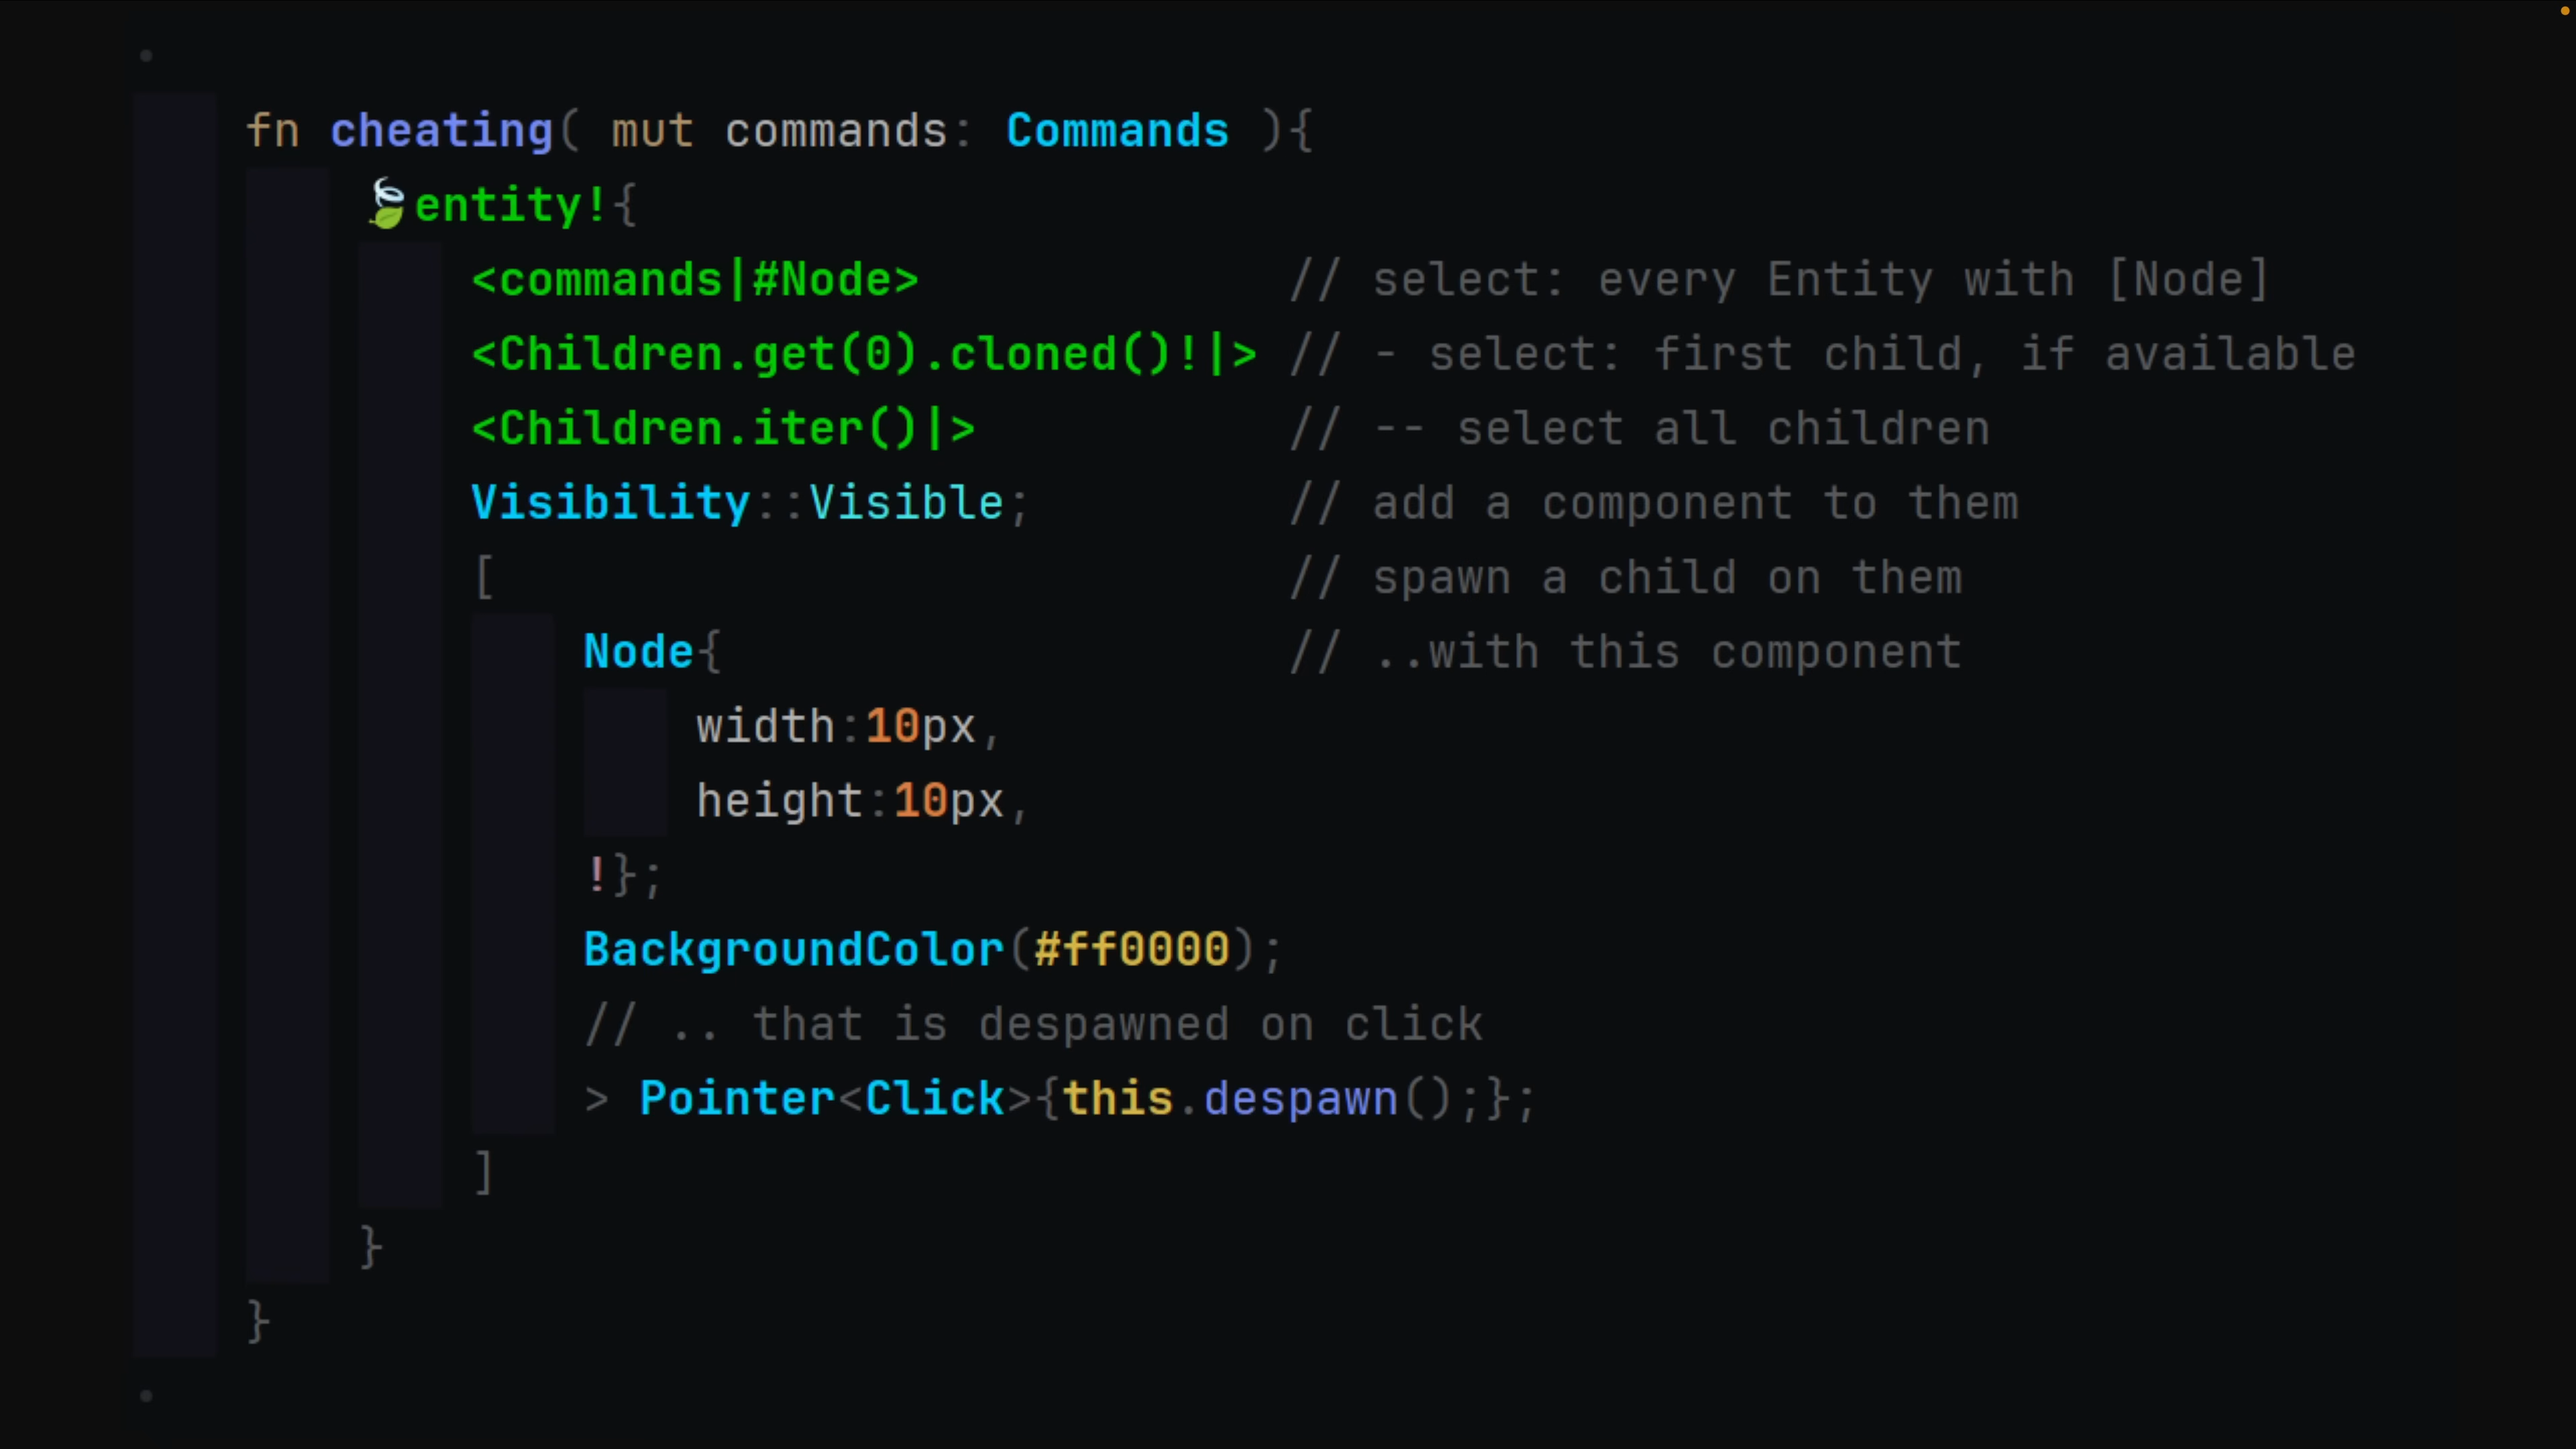 fn cheating( mut commands: Commands ){
🍃entity!{
<commands|#Node> // select: every Entity with [Node]
<Children.get(0).cloned()!|> // - select: first child, if available
<Children.iter()|> // -- select all children
Visibility::Visible; // add a component to them
[ // spawn a child on them
Node{ // ..with this component
width:10px,
height:10px,
!};
BackgroundColor(#ff0000);
// .. that is despawned on click
> Pointer<Click>{this.despawn();};
]
}
}